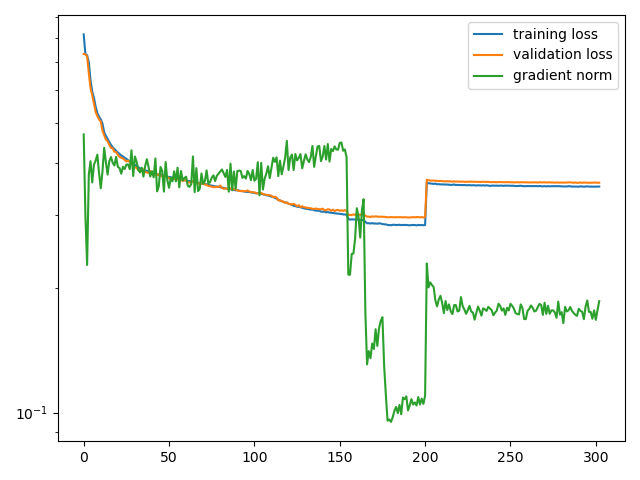 training loss
validation loss
gradient norm
10⁻¹
0 50 100 150 200 250 300